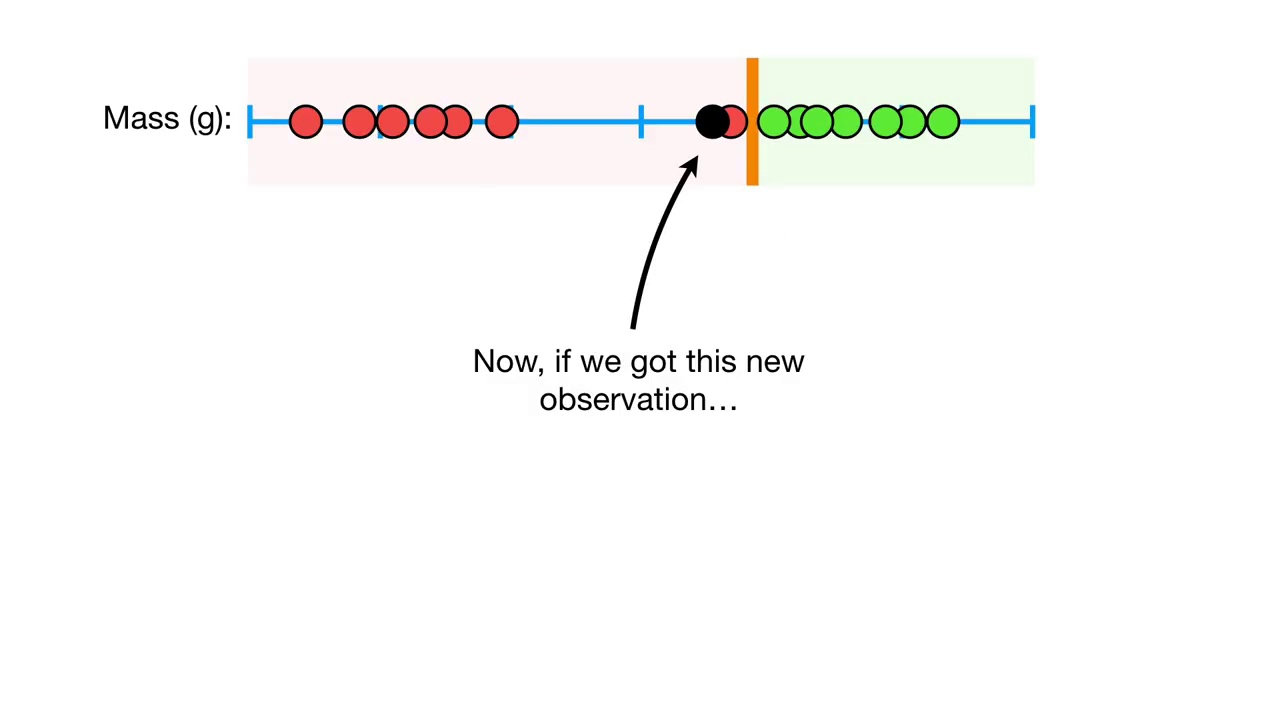 Mass (g):
Now, if we got this new
observation…